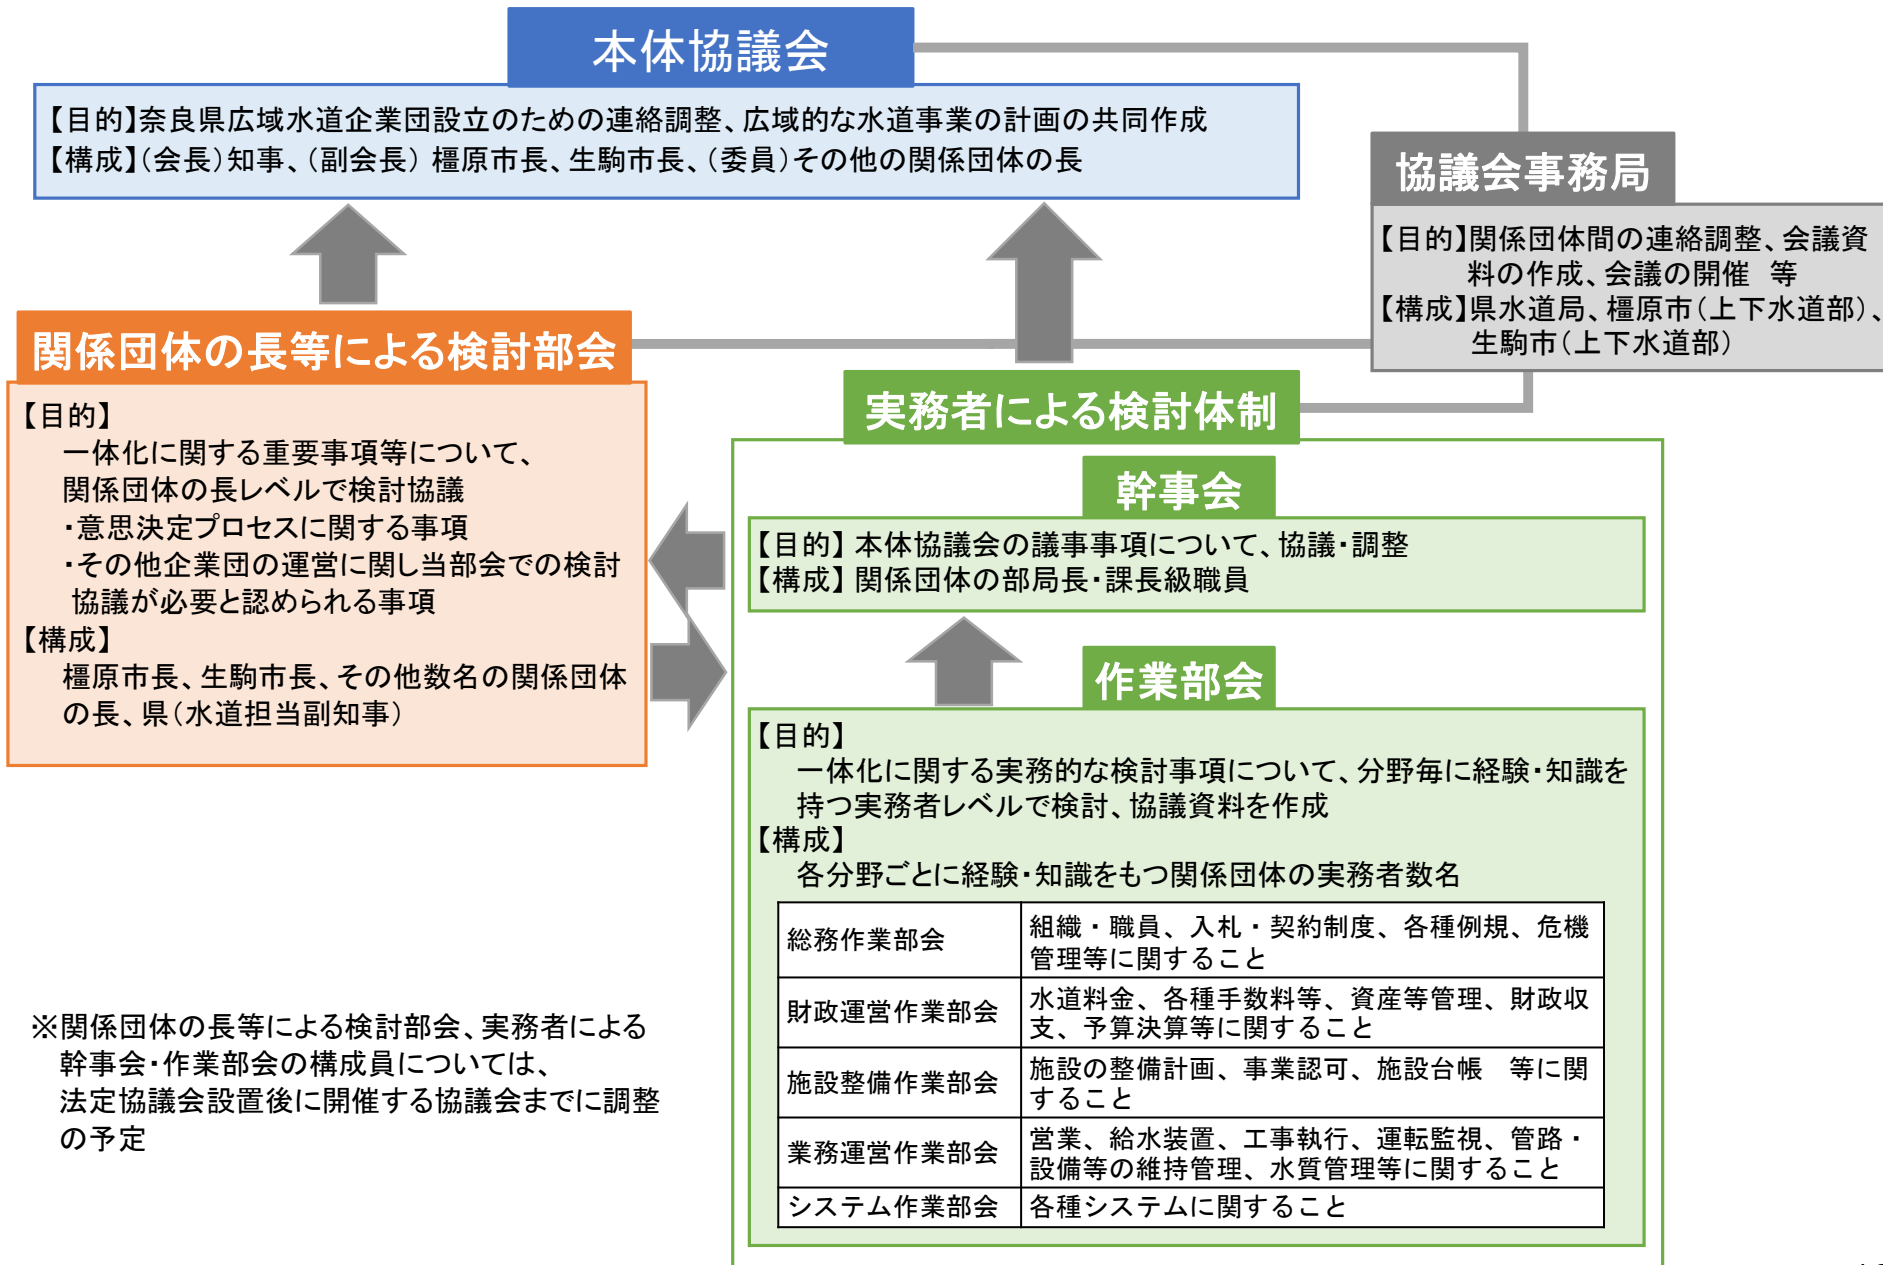 本体協議会
【目的】奈良県広域水道企業団設立のための連絡調整、広域的な水道事業の計画の共同作成
【構成】（会長）知事、（副会長） 橿原市長、生駒市長、（委員）その他の関係団体の長
協議会事務局
【目的】関係団体間の連絡調整、会議資
料の作成、会議の開催　等
【構成】県水道局、橿原市（上下水道部）、
生駒市（上下水道部）
関係団体の長等による検討部会
【目的】
一体化に関する重要事項等について、
関係団体の長レベルで検討協議
・意思決定プロセスに関する事項
・その他企業団の運営に関し当部会での検討
協議が必要と認められる事項
【構成】
橿原市長、生駒市長、その他数名の関係団体
の長、県（水道担当副知事）
実務者による検討体制
幹事会
【目的】 本体協議会の議事事項について、協議・調整
【構成】 関係団体の部局長・課長級職員
作業部会
【目的】
一体化に関する実務的な検討事項について、分野毎に経験・知識を
持つ実務者レベルで検討、協議資料を作成
【構成】
各分野ごとに経験・知識をもつ関係団体の実務者数名
総務作業部会
組織・職員、入札・契約制度、各種例規、危機
管理等に関すること
財政運営作業部会
水道料金、各種手数料等、資産等管理、財政収
支、予算決算等に関すること
施設整備作業部会
施設の整備計画、事業認可、施設台帳　等に関
すること
業務運営作業部会
営業、給水装置、工事執行、運転監視、管路・
設備等の維持管理、水質管理等に関すること
システム作業部会
各種システムに関すること
※関係団体の長等による検討部会、実務者による
幹事会・作業部会の構成員については、
法定協議会設置後に開催する協議会までに調整
の予定